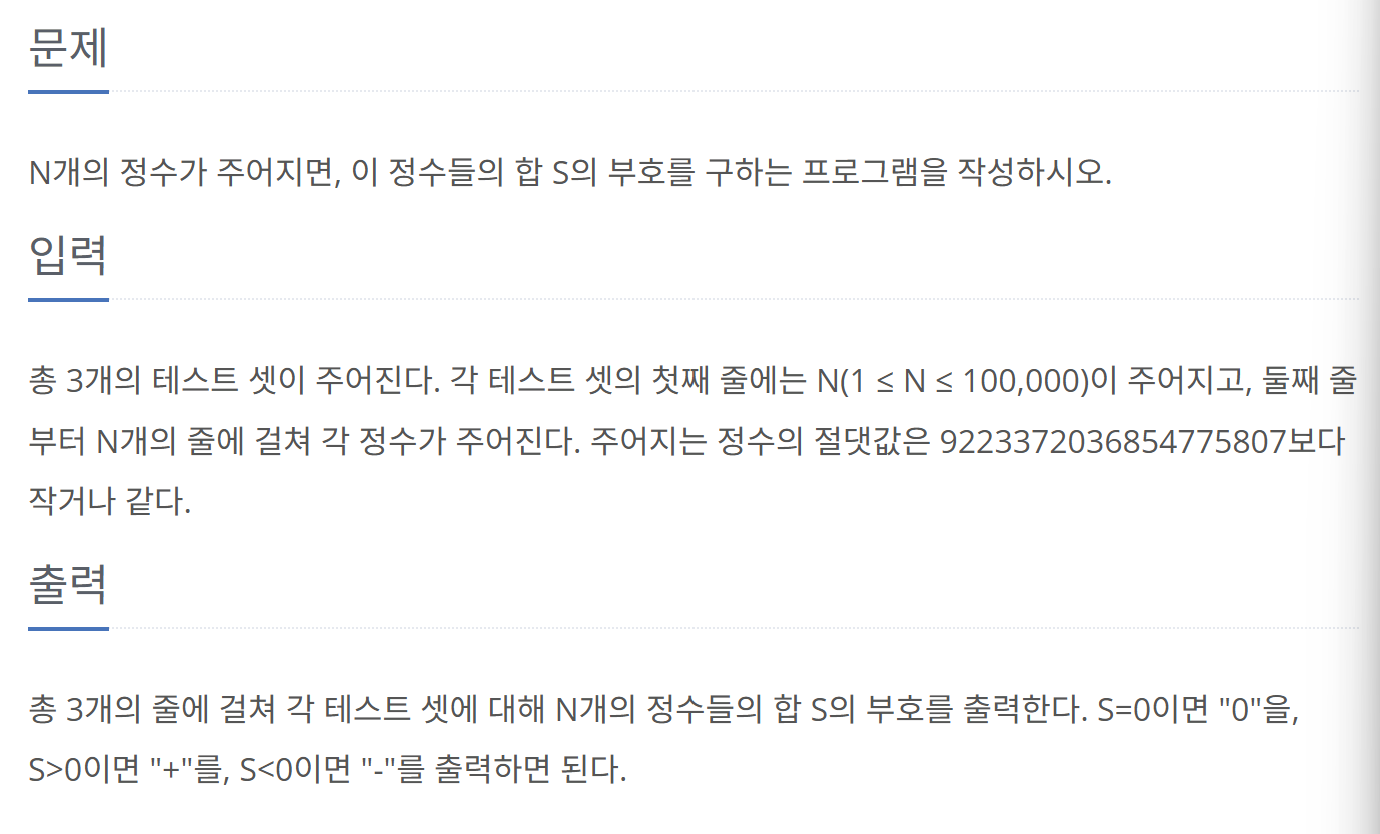 문제
N개의 정수가 주어지면, 이 정수들의 합 S의 부호를 구하는 프로그램을 작성하시오.
입력
총 3개의 테스트 셋이 주어진다. 각 테스트 셋의 첫째 줄에는 N(1 ≤ N ≤ 100,000)이 주어지고, 둘째 줄
부터 N개의 줄에 걸쳐 각 정수가 주어진다. 주어지는 정수의 절댓값은 9223372036854775807보다
작거나 같다.
출력
총 3개의 줄에 걸쳐 각 테스트 셋에 대해 N개의 정수들의 합 S의 부호를 출력한다. S=0이면 "0"을,
S>0이면 "+"를, S<0이면 "-"를 출력하면 된다.